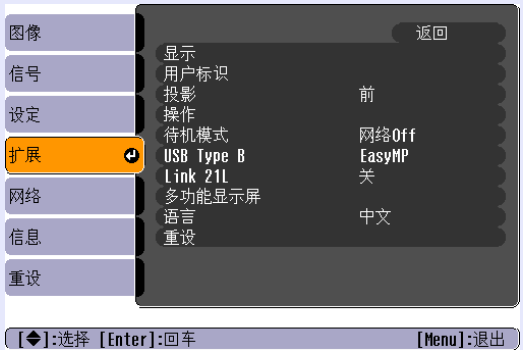 图像
信号
设定
扩展
网络
信息
重设
返回
显示
用户标识
投影 前
操作
待机模式 网络Off
USB Type B EasyMP
Link 21L 关
多功能显示屏
语言 中文
重设
[◆]:选择 [Enter]:回车 [Menu]:退出